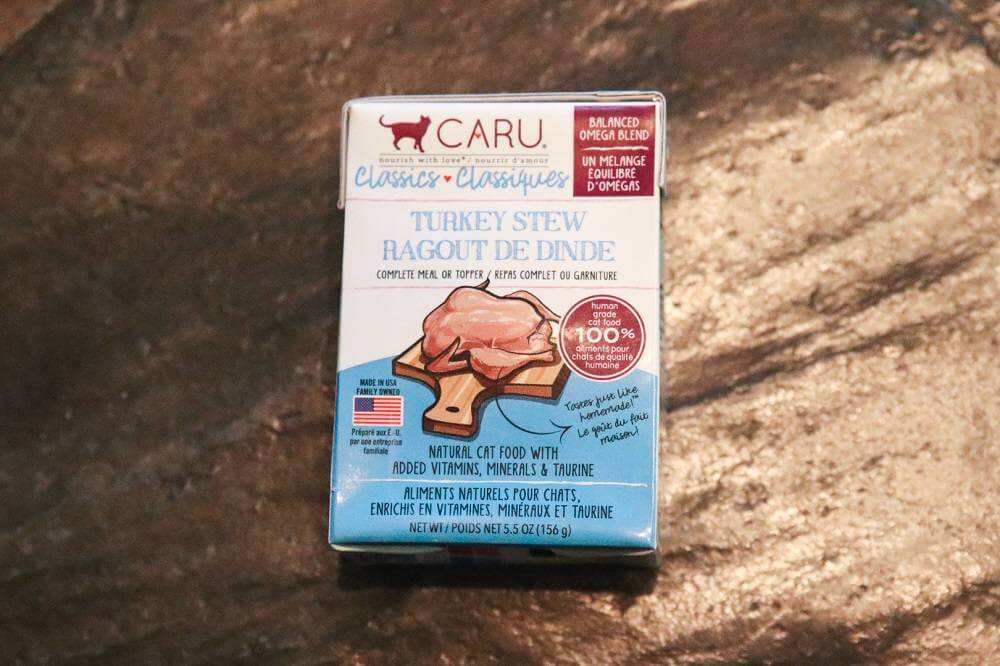 CARU®
nourish with love® / nourrir d'amour
Classics ♥ Classiques
BALANCED
OMEGA BLEND
UN MÉLANGE
ÉQUILIBRÉ
D'OMÉGAS
TURKEY STEW
RAGOUT DE DINDE
COMPLETE MEAL OR TOPPER / REPAS COMPLET OU GARNITURE
human
grade
cat food
100%
aliments pour
chats de qualité
humaine
MADE IN USA
FAMILY OWNED
Préparé aux É.-U.
par une entreprise
familiale
Tastes just like
homemade!™
Le goût du fait
maison!
NATURAL CAT FOOD WITH
ADDED VITAMINS, MINERALS & TAURINE
ALIMENTS NATURELS POUR CHATS,
ENRICHIS EN VITAMINES, MINÉRAUX ET TAURINE
NET WT / POIDS NET 5.5 OZ (156 g)